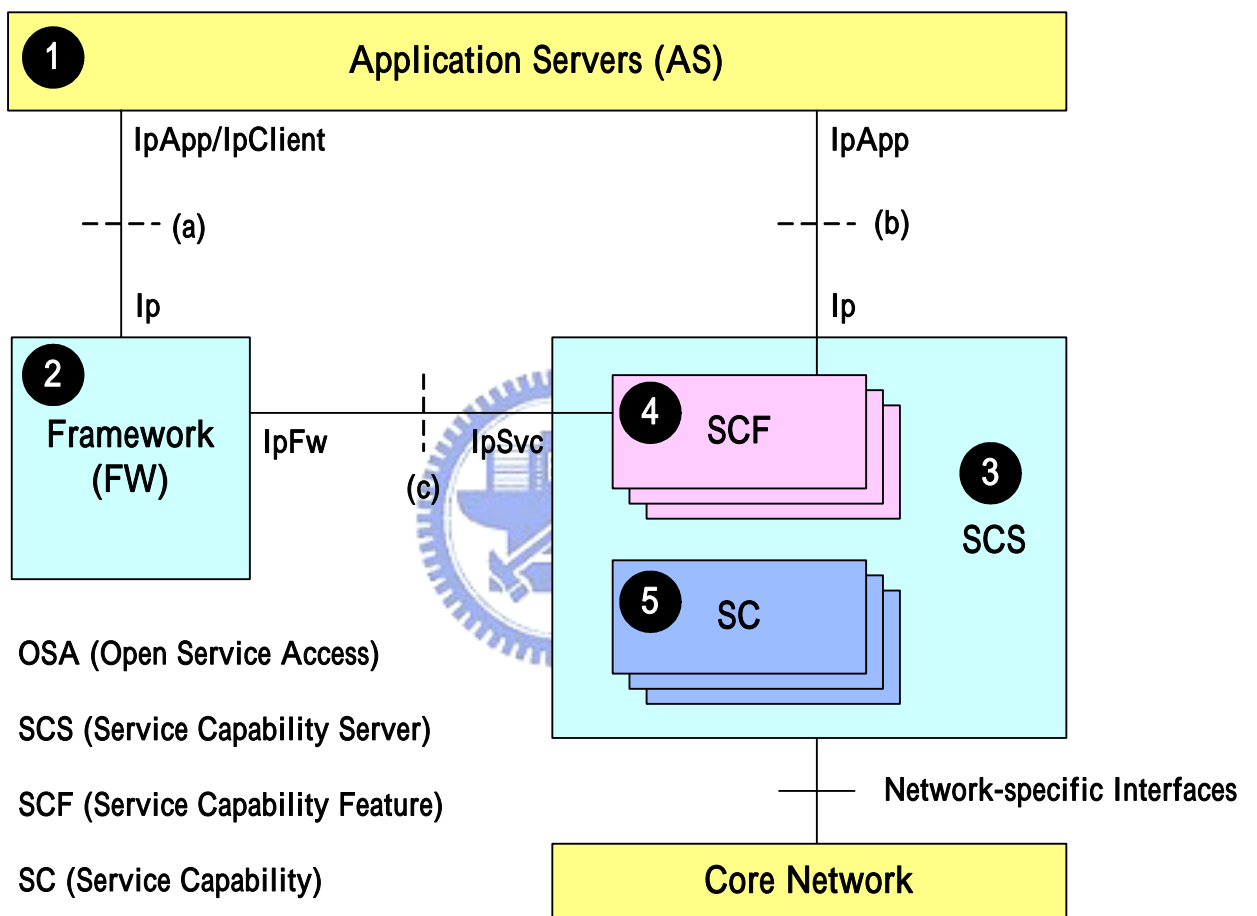 1
Application Servers (AS)
IpApp/IpClient
IpApp
(a)
(b)
Ip
Ip
2
Framework
(FW)
IpFw
IpSvc
(c)
4
SCF
3
SCS
5
SC
OSA (Open Service Access)
SCS (Service Capability Server)
SCF (Service Capability Feature)
SC (Service Capability)
Network-specific Interfaces
Core Network